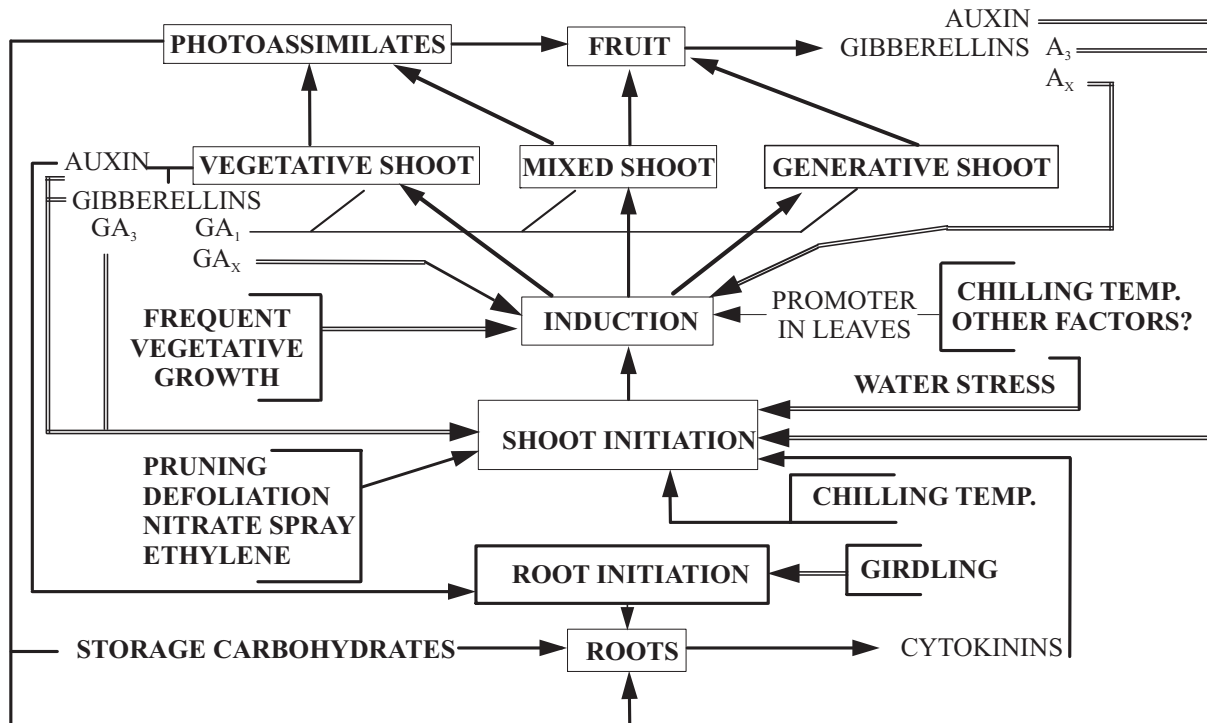 AUXIN
PHOTOASSIMILATES
FRUIT
GIBBERELLINS A₃
Aₓ
AUXIN
VEGETATIVE SHOOT
MIXED SHOOT
GENERATIVE SHOOT
GIBBERELLINS
GA₃
GA₁
GAₓ
FREQUENT
VEGETATIVE
GROWTH
INDUCTION
PROMOTER
IN LEAVES
CHILLING TEMP.
OTHER FACTORS?
WATER STRESS
SHOOT INITIATION
PRUNING
DEFOLIATION
NITRATE SPRAY
ETHYLENE
CHILLING TEMP.
ROOT INITIATION
GIRDLING
STORAGE CARBOHYDRATES
ROOTS
CYTOKININS